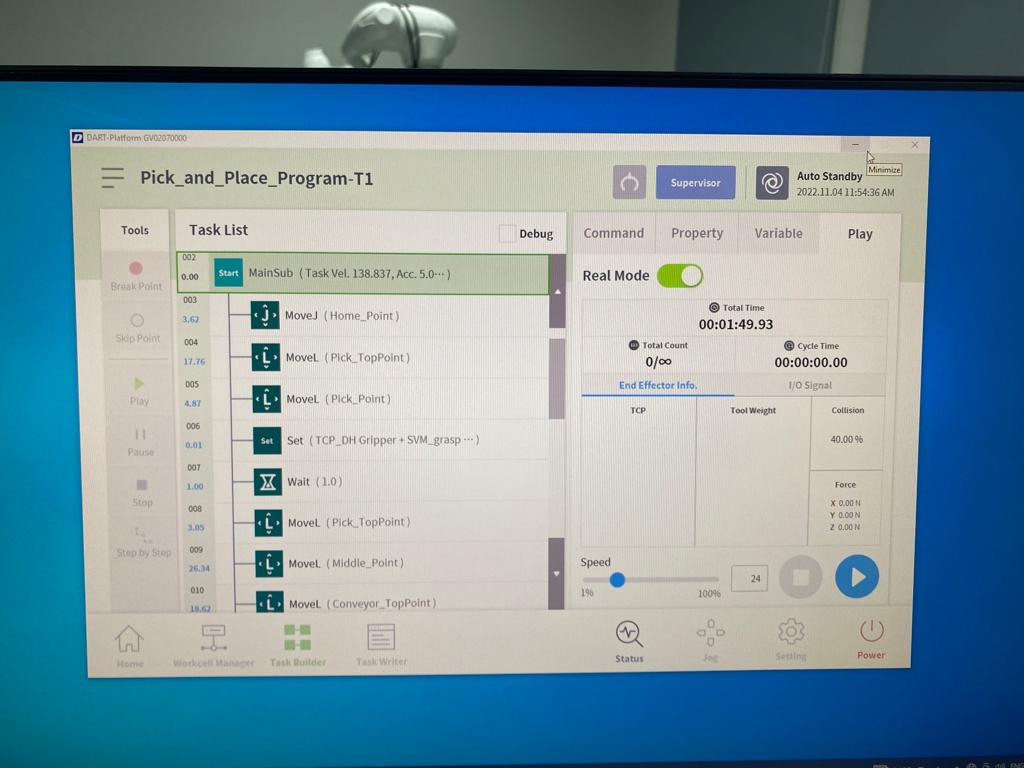 DART-Platform GV02070000
Pick_and_Place_Program-T1
Supervisor
Auto Standby
2022.11.04 11:54:36 AM
Minimize
Tools
Break Point
Skip Point
Play
Pause
Stop
Step by Step
Task List
Debug
002
0.00
Start
MainSub ( Task Vel. 138.837, Acc. 5.0··· )
003
3.62
J
MoveJ ( Home_Point )
004
17.76
L
MoveL ( Pick_TopPoint )
005
4.87
L
MoveL ( Pick_Point )
006
0.01
Set
Set ( TCP_DH Gripper + SVM_grasp ··· )
007
1.00
Wait ( 1.0 )
008
3.05
L
MoveL ( Pick_TopPoint )
009
26.34
L
MoveL ( Middle_Point )
010
18.62
L
MoveL ( Conveyor_TopPoint )
Command
Property
Variable
Play
Real Mode
Total Time
00:01:49.93
Total Count
0/∞
Cycle Time
00:00:00.00
End Effector Info.
I/O Signal
TCP
Tool Weight
Collision
40.00 %
Force
X 0.00 N
Y 0.00 N
Z 0.00 N
Speed
1%
100%
24
Home
Workcell Manager
Task Builder
Task Writer
Status
Jog
Setting
Power